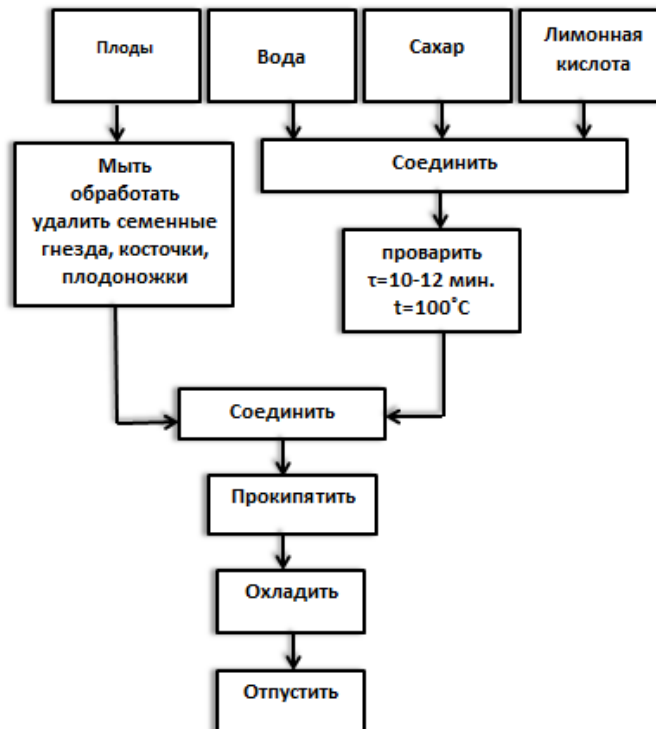 Плоды
Вода
Сахар
Лимонная
кислота
Мыть
обработать
удалить семенные
гнезда, косточки,
плодоножки
Соединить
проварить
τ=10-12 мин.
t=100˚С
Соединить
Прокипятить
Охладить
Отпустить